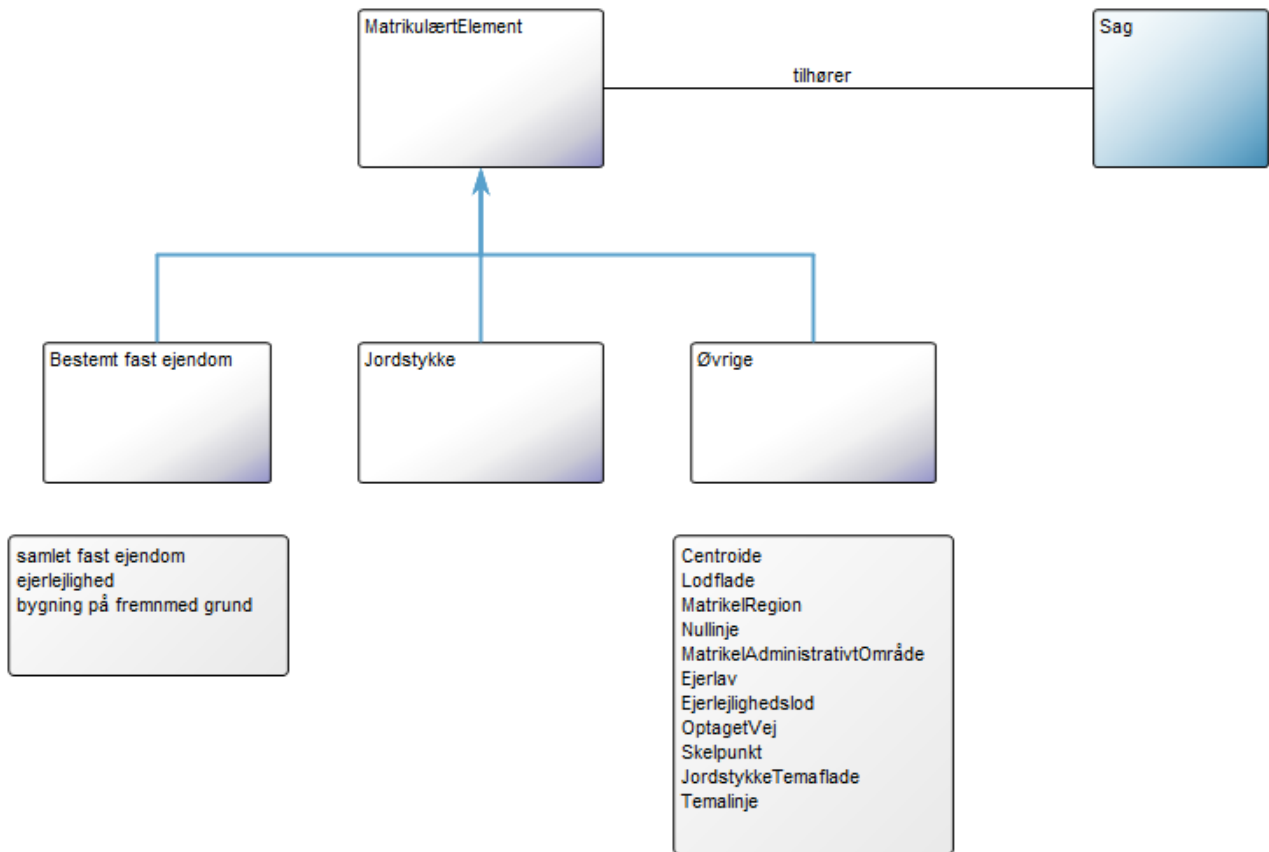 MatrikulærtElement
Sag
tilhører
Bestemt fast ejendom
Jordstykke
Øvrige
samlet fast ejendom
ejerlejlighed
bygning på fremnmed grund
Centroide
Lodflade
MatrikelRegion
Nullinje
MatrikelAdministrativtOmråde
Ejerlav
Ejerlejlighedslod
OptagetVej
Skelpunkt
JordstykkeTemaflade
Temalinje